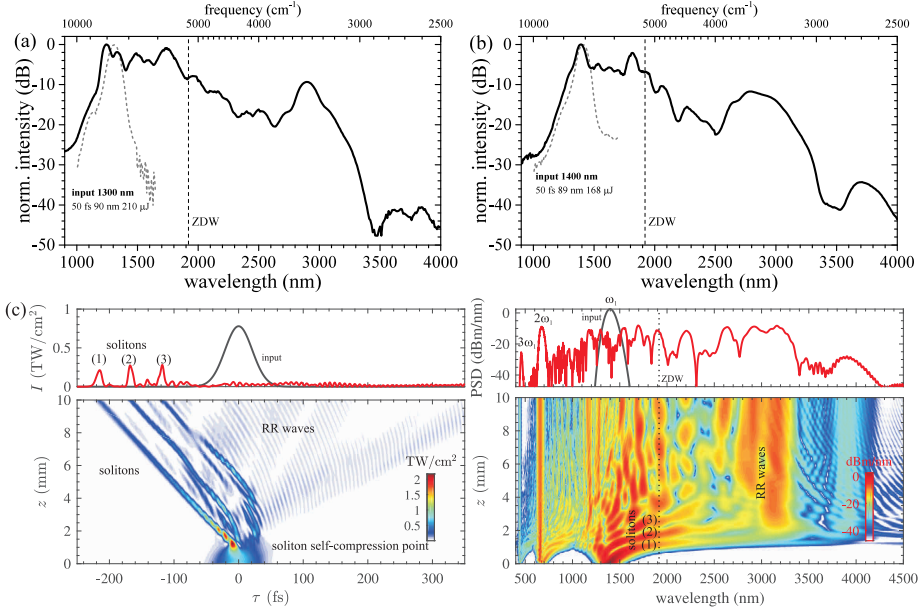 frequency (cm⁻¹)
10000 5000 4000 3000 2500
(a)
0
-10
-20
-30
-40
-50
norm. intensity (dB)
input 1300 nm
50 fs 90 nm 210 µJ
ZDW
1000 1500 2000 2500 3000 3500 4000
wavelength (nm)
frequency (cm⁻¹)
10000 5000 4000 3000 2500
(b)
0
-10
-20
-30
-40
-50
norm. intensity (dB)
input 1400 nm
50 fs 89 nm 168 µJ
ZDW
1000 1500 2000 2500 3000 3500 4000
wavelength (nm)
(c)
1
0.5
0
I (TW/cm²)
solitons
(1) (2) (3)
input
10
8
6
4
2
0
z (mm)
RR waves
solitons
TW/cm²
2
1.5
1
0.5
soliton self-compression point
-200 -100 0 100 200 300
τ (fs)
0
-20
-40
PSD (dBm/nm)
ω₁
2ω₁
3ω₁
input
ZDW
10
8
6
4
2
0
z (mm)
solitons
(3)
(2)
(1)
RR waves
dBm/nm
0
-20
-40
500 1000 1500 2000 2500 3000 3500 4000 4500
wavelength (nm)